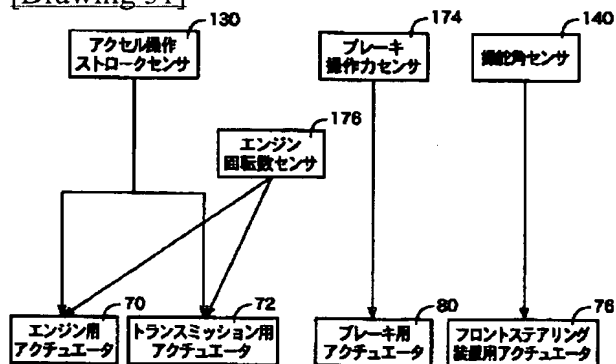 130
アクセル操作
ストロークセンサ
174
ブレーキ
操作力センサ
140
操舵角センサ
176
エンジン
回転数センサ
70
エンジン用
アクチュエータ
72
トランスミッション用
アクチュエータ
80
ブレーキ用
アクチュエータ
76
フロントステアリング
装置用アクチュエータ